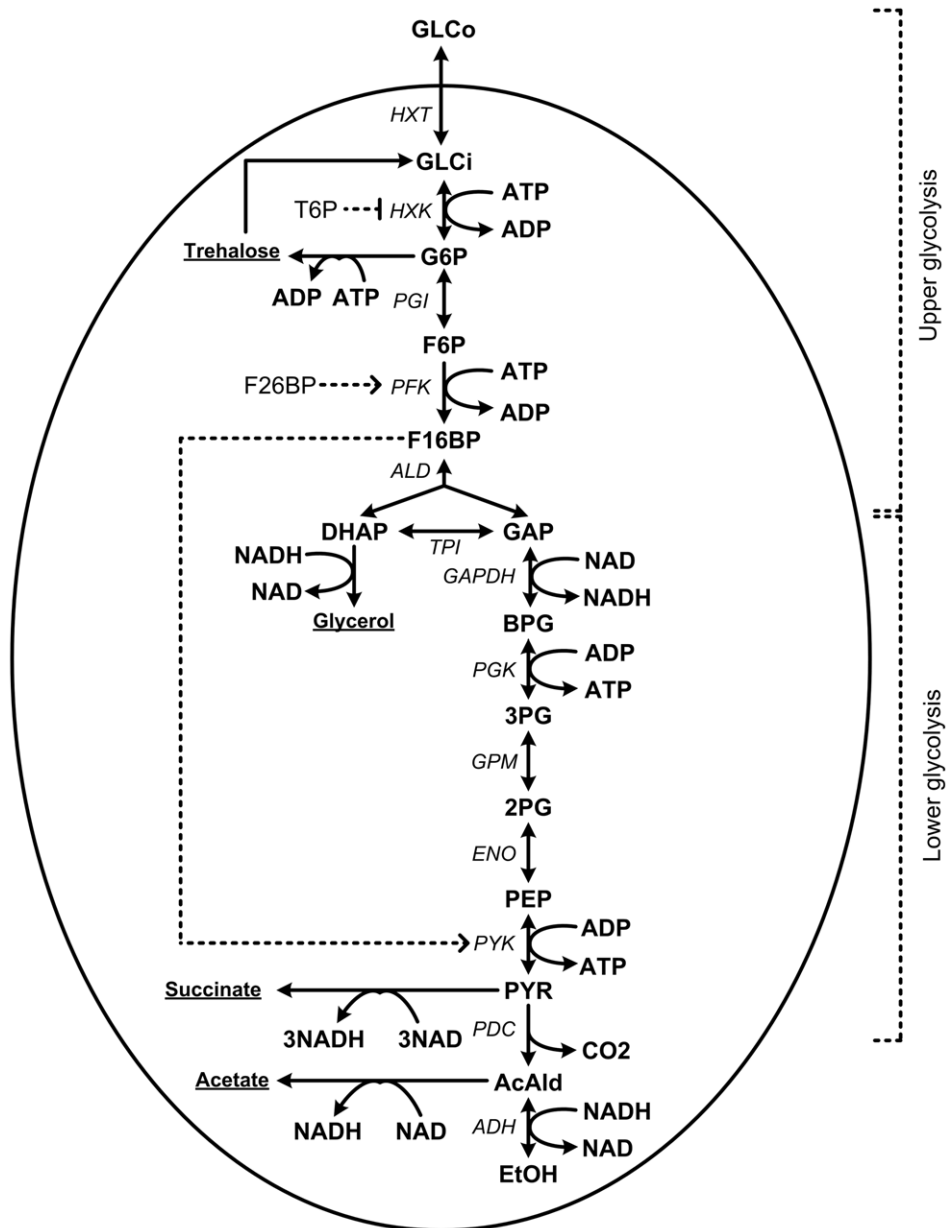 GLCo
HXT
GLCi
ATP
T6P
HXK
ADP
Trehalose
G6P
ADP ATP
PGI
F6P
ATP
F26BP
PFK
ADP
F16BP
ALD
DHAP
TPI
GAP
NADH
NAD
GAPDH
NAD
NADH
Glycerol
BPG
ADP
PGK
ATP
3PG
GPM
2PG
ENO
PEP
ADP
PYK
ATP
Succinate
PYR
3NADH 3NAD
PDC
CO2
Acetate
AcAld
NADH NAD
NADH
ADH
NAD
EtOH
Upper glycolysis
Lower glycolysis